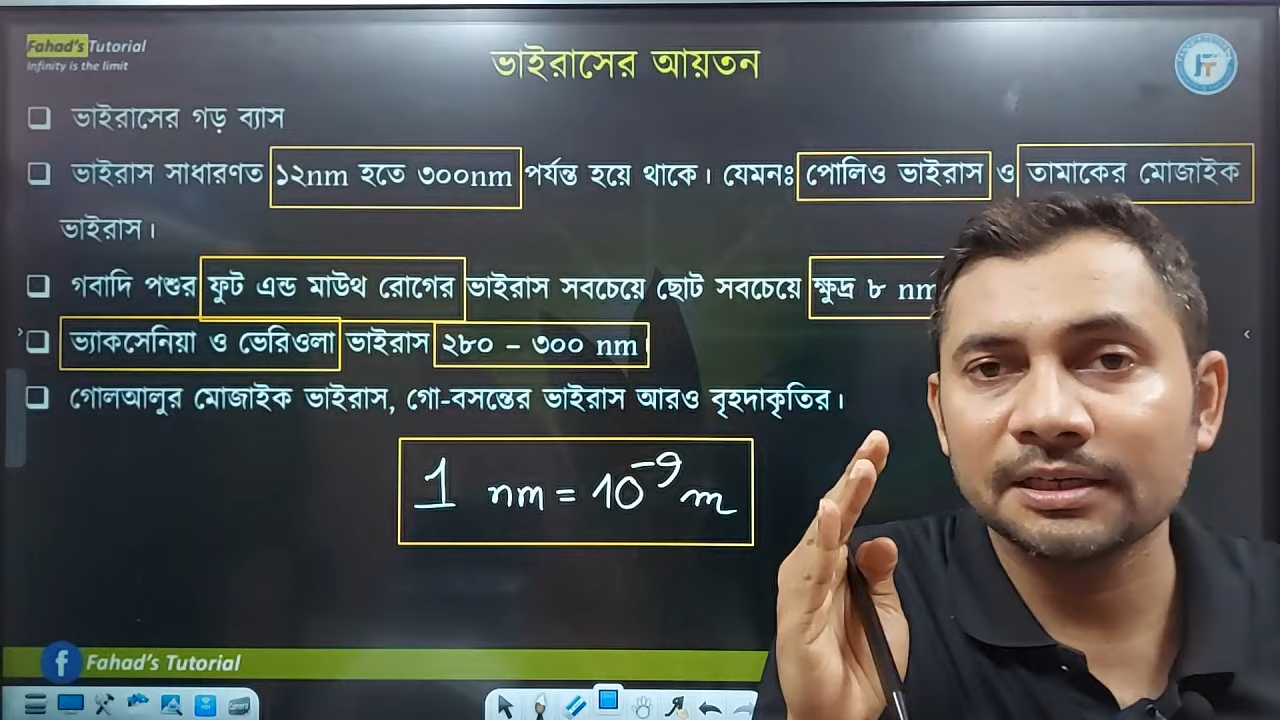 Fahad's Tutorial
Infinity is the limit
ভাইরাসের আয়তন
❑ ভাইরাসের গড় ব্যাস
❑ ভাইরাস সাধারণত ১২nm হতে ৩০০nm পর্যন্ত হয়ে থাকে। যেমনঃ পোলিও ভাইরাস ও তামাকের মোজাইক
ভাইরাস।
❑ গবাদি পশুর ফুট এন্ড মাউথ রোগের ভাইরাস সবচেয়ে ছোট সবচেয়ে ক্ষুদ্র ৮ nm
❑ ভ্যাকসেনিয়া ও ভেরিওলা ভাইরাস ২৮০ – ৩০০ nm।
❑ গোলআলুর মোজাইক ভাইরাস, গো-বসন্তের ভাইরাস আরও বৃহদাকৃতির।
1 nm = 10⁻⁹ m
Fahad's Tutorial